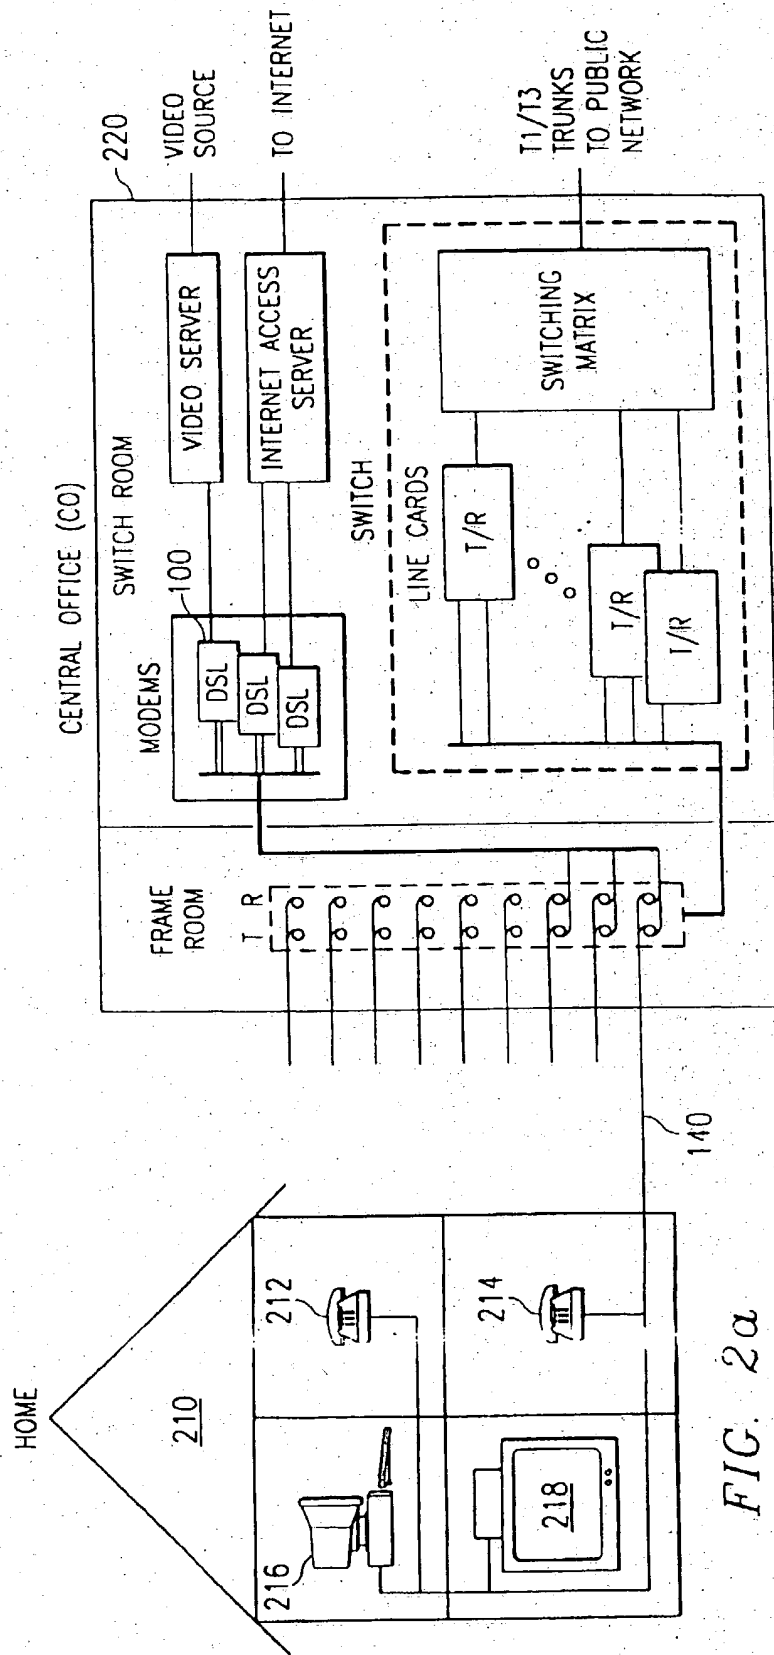 CENTRAL OFFICE (CO)
220
HOME
FRAME
ROOM
T R
SWITCH ROOM
MODEMS
100
DSL
DSL
DSL
VIDEO SERVER
VIDEO
SOURCE
INTERNET ACCESS
SERVER
TO INTERNET
SWITCH
LINE CARDS
T/R
T/R
T/R
SWITCHING
MATRIX
T1/T3
TRUNKS
TO PUBLIC
NETWORK
210
212
214
216
218
140
FIG. 2a